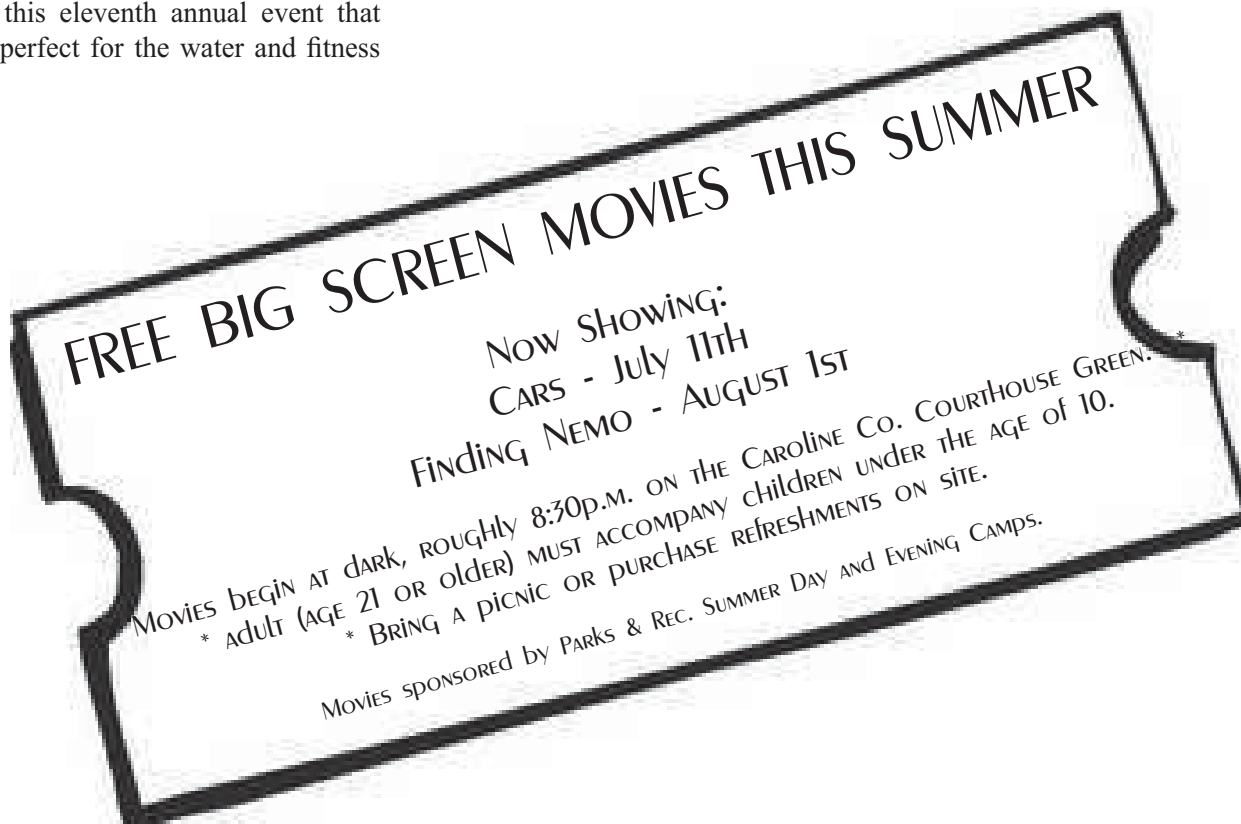 this eleventh annual event that
perfect for the water and fitness
FREE BIG SCREEN MOVIES THIS SUMMER
Now Showing:
Cars - July 11th
Finding Nemo - August 1st
Movies begin at dark, roughly 8:30p.m. on the Caroline Co. Courthouse Green. *
* adult (age 21 or older) must accompany children under the age of 10.
* Bring a picnic or purchase refreshments on site.
Movies sponsored by Parks & Rec. Summer Day and Evening Camps.